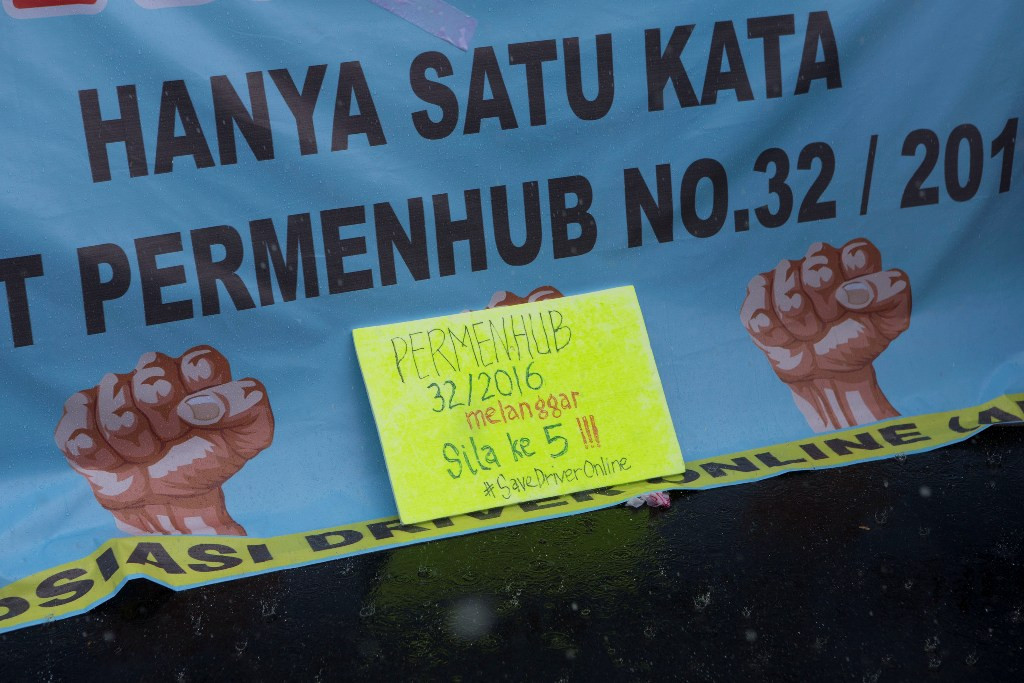 HANYA SATU KATA
T PERMENHUB NO.32 / 201
PERMENHUB
32/2016
melanggar
Sila ke 5 !!!
#SaveDriverOnline
OSIASI DRIVER ONLINE (A